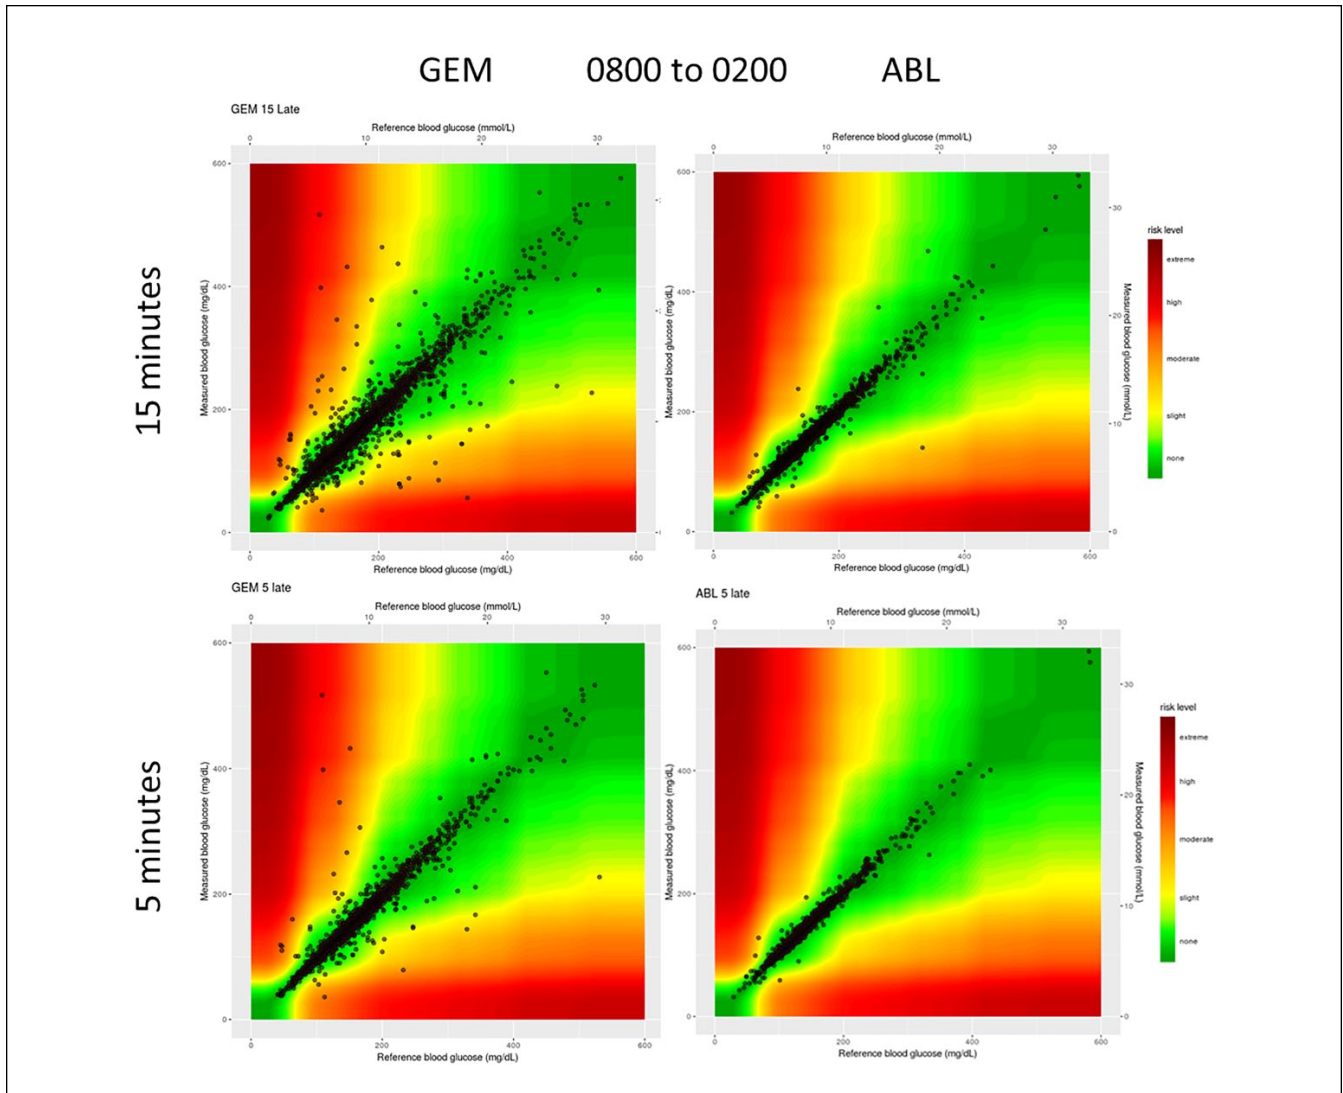 GEM 0800 to 0200 ABL
15 minutes
GEM 15 Late
Reference blood glucose (mmol/L)
0 10 20 30
Measured blood glucose (mg/dL)
600
400
200
0
0 200 400 600
Reference blood glucose (mg/dL)
Reference blood glucose (mmol/L)
0 10 20 30
Measured blood glucose (mg/dL)
600
400
200
0
30
20
10
0
Measured blood glucose (mmol/L)
0 200 400 600
Reference blood glucose (mg/dL)
risk level
extreme
high
moderate
slight
none
5 minutes
GEM 5 late
Reference blood glucose (mmol/L)
0 10 20 30
Measured blood glucose (mg/dL)
600
400
200
0
0 200 400 600
Reference blood glucose (mg/dL)
ABL 5 late
Reference blood glucose (mmol/L)
0 10 20 30
Measured blood glucose (mg/dL)
600
400
200
0
30
20
10
0
Measured blood glucose (mmol/L)
0 200 400 600
Reference blood glucose (mg/dL)
risk level
extreme
high
moderate
slight
none